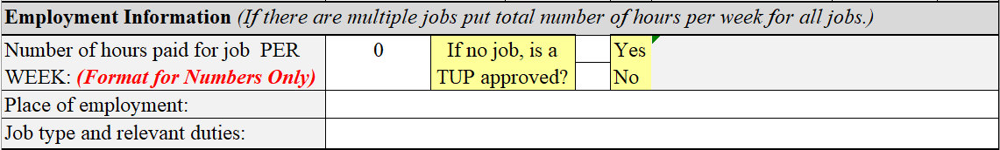 Employment Information (If there are multiple jobs put total number of hours per week for all jobs.)
Number of hours paid for job PER
WEEK: (Format for Numbers Only)
0
If no job, is a
TUP approved?
Yes
No
Place of employment:
Job type and relevant duties: